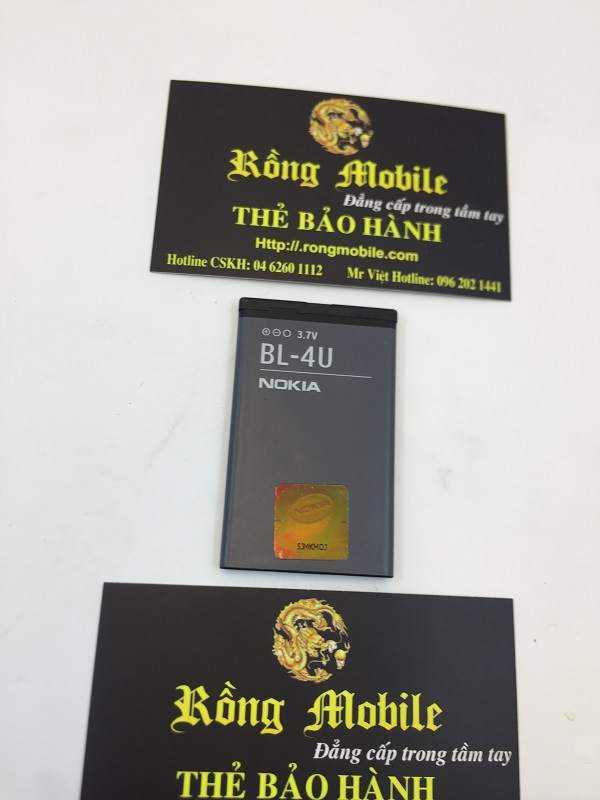 Rồng Mobile
Đẳng cấp trong tầm tay
THẺ BẢO HÀNH
Http://.rongmobile.com
Hotline CSKH: 04 6260 1112 Mr Việt Hotline: 096 202 1441
3.7V
BL-4U
NOKIA
NOKIA
SJMKMOJ
Rồng Mobile
Đẳng cấp trong tầm tay
THẺ BẢO HÀNH